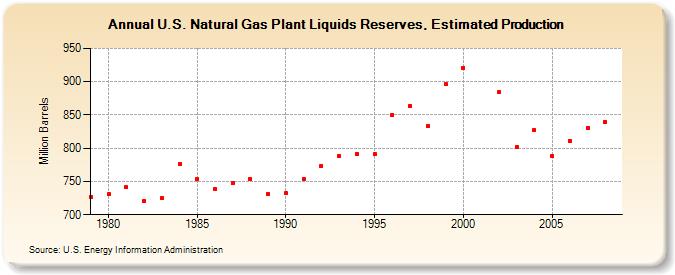 Annual U.S. Natural Gas Plant Liquids Reserves, Estimated Production
Million Barrels
950
900
850
800
750
700
1980 1985 1990 1995 2000 2005
Source: U.S. Energy Information Administration